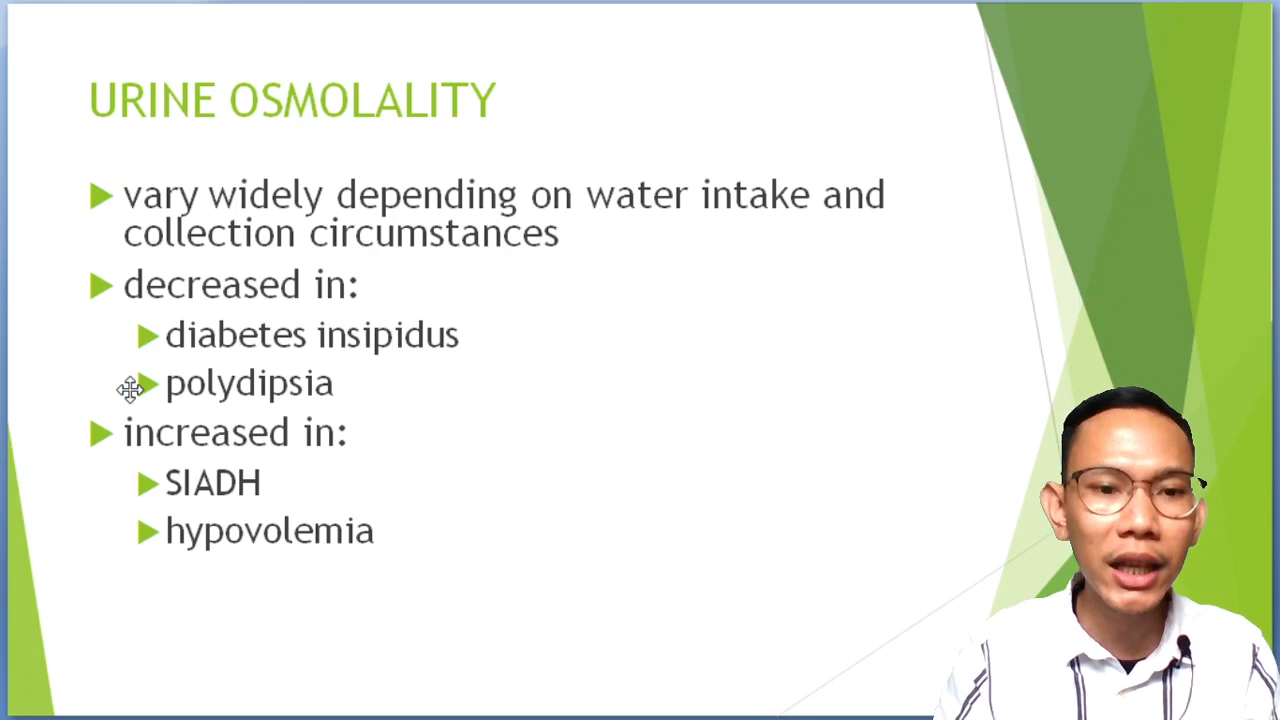 URINE OSMOLALITY
vary widely depending on water intake and
collection circumstances
decreased in:
diabetes insipidus
polydipsia
increased in:
SIADH
hypovolemia